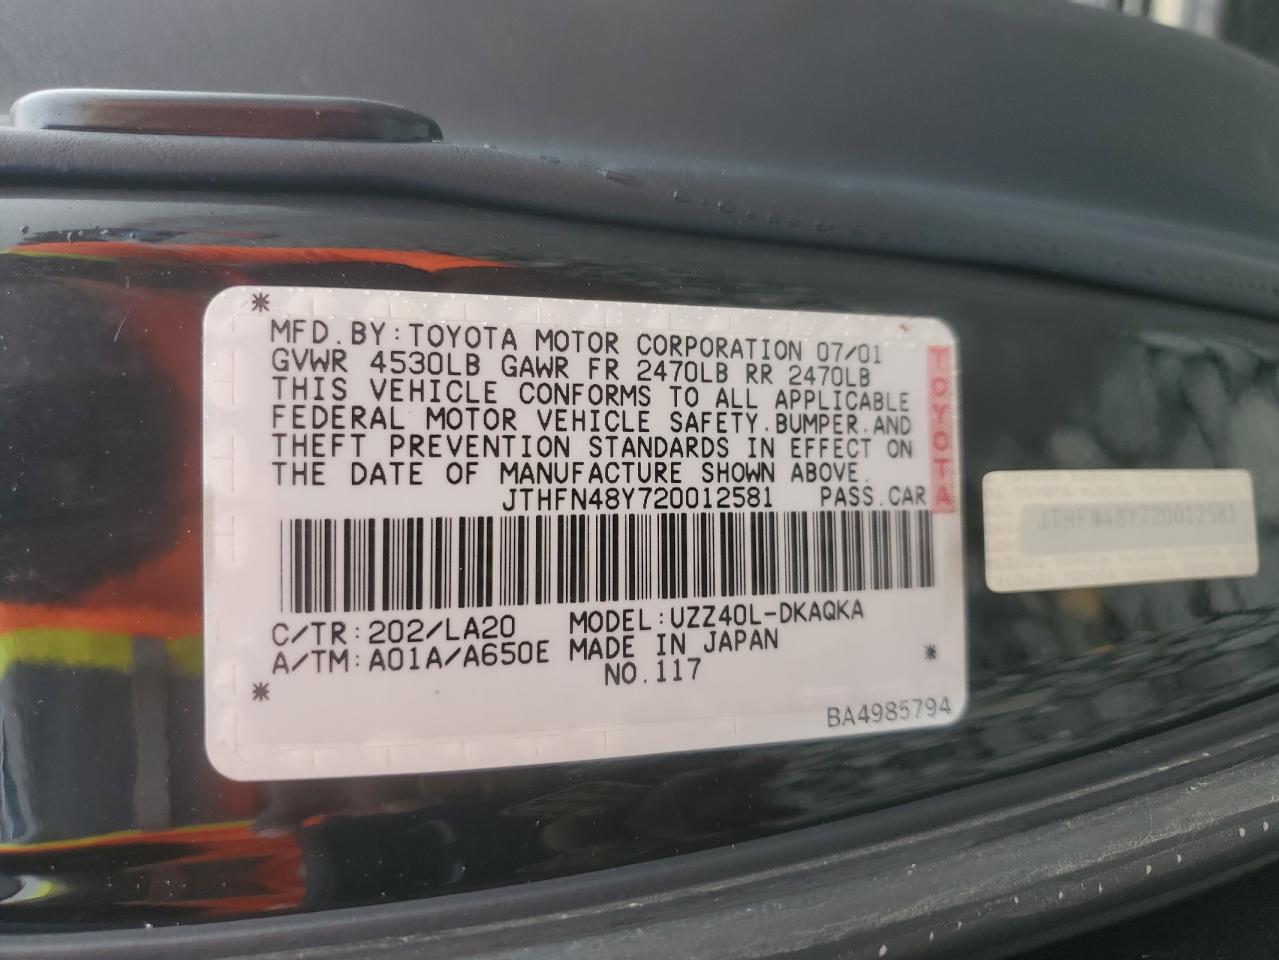 MFD.BY:TOYOTA MOTOR CORPORATION 07/01
GVWR 4530LB GAWR FR 2470LB RR 2470LB
THIS VEHICLE CONFORMS TO ALL APPLICABLE
FEDERAL MOTOR VEHICLE SAFETY.BUMPER.AND
THEFT PREVENTION STANDARDS IN EFFECT ON
THE DATE OF MANUFACTURE SHOWN ABOVE.
JTHFN48Y720012581 PASS.CAR
TOYOTA
C/TR:202/LA20 MODEL:UZZ40L-DKAQKA
A/TM:A01A/A650E MADE IN JAPAN
NO.117
BA4985794
JTHFN48Y720012581